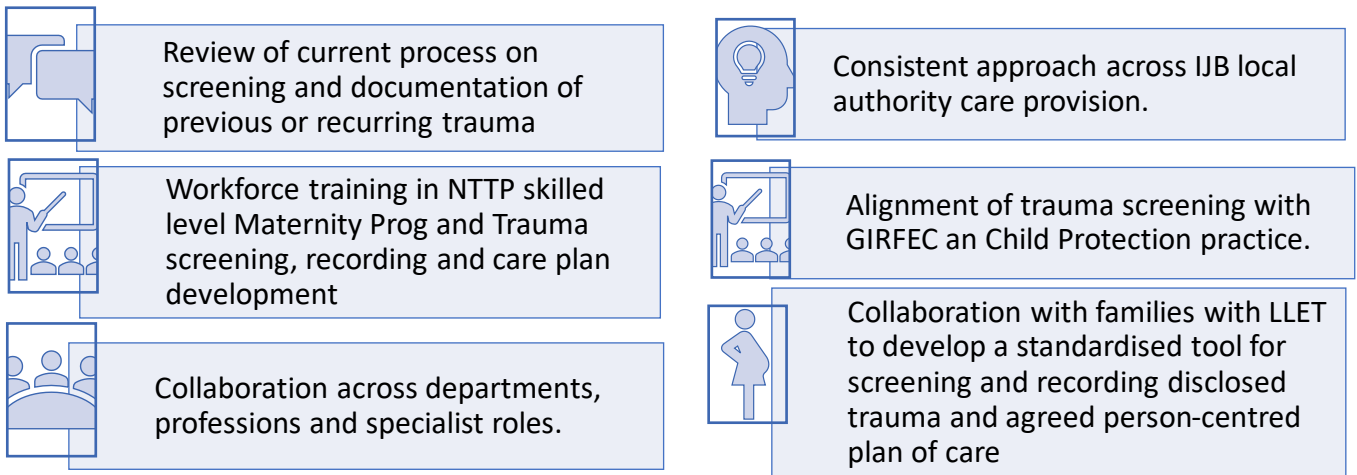 Review of current process on
screening and documentation of
previous or recurring trauma
Workforce training in NTTP skilled
level Maternity Prog and Trauma
screening, recording and care plan
development
Collaboration across departments,
professions and specialist roles.
Consistent approach across IJB local
authority care provision.
Alignment of trauma screening with
GIRFEC an Child Protection practice.
Collaboration with families with LLET
to develop a standardised tool for
screening and recording disclosed
trauma and agreed person-centred
plan of care